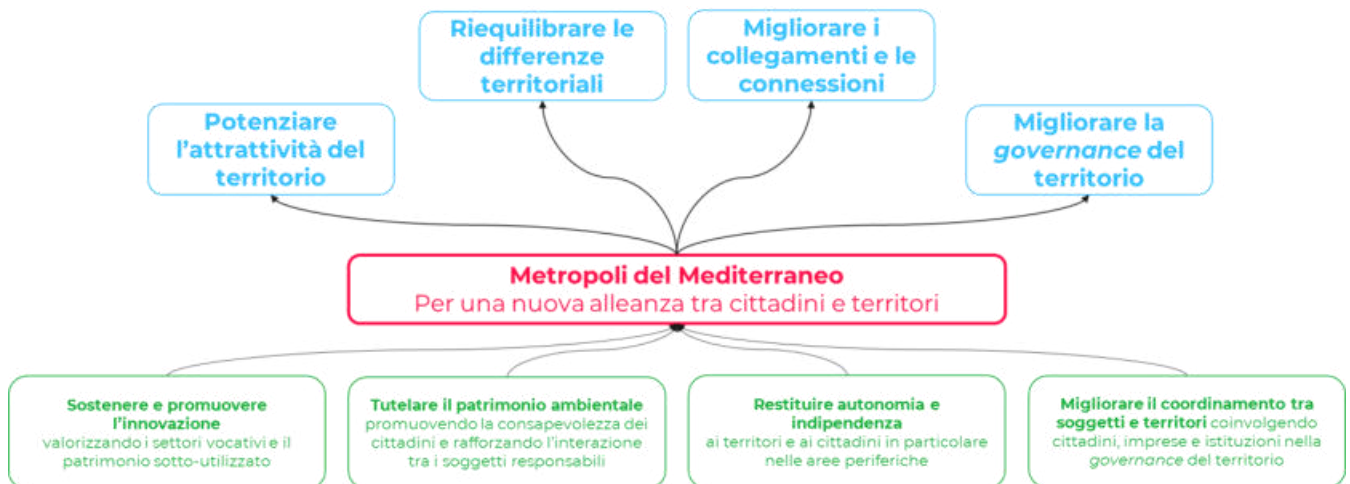 Riequilibrare le
differenze
territoriali
Migliorare i
collegamenti e le
connessioni
Potenziare
l'attrattività del
territorio
Migliorare la
governance del
territorio
Metropoli del Mediterraneo
Per una nuova alleanza tra cittadini e territori
Sostenere e promuovere
l'innovazione
valorizzando i settori vocativi e il
patrimonio sotto-utilizzato
Tutelare il patrimonio ambientale
promuovendo la consapevolezza dei
cittadini e rafforzando l'interazione
tra i soggetti responsabili
Restituire autonomia e
indipendenza
ai territori e ai cittadini in particolare
nelle aree periferiche
Migliorare il coordinamento tra
soggetti e territori coinvolgendo
cittadini, imprese e istituzioni nella
governance del territorio